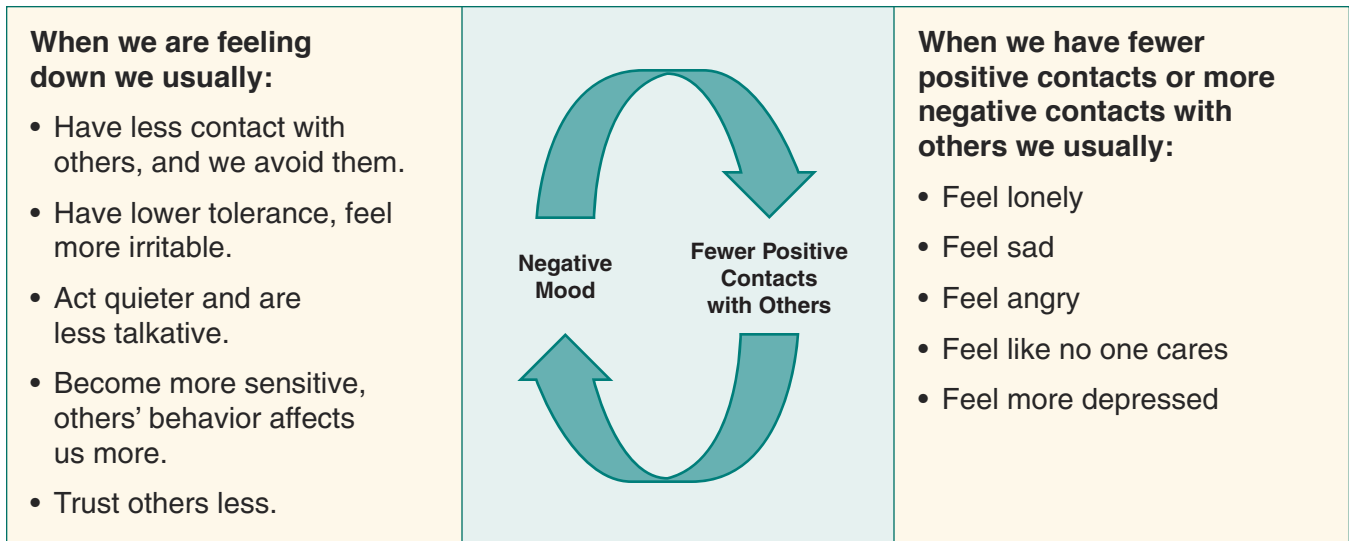 When we are feeling
down we usually:
• Have less contact with
others, and we avoid them.
• Have lower tolerance, feel
more irritable.
• Act quieter and are
less talkative.
• Become more sensitive,
others’ behavior affects
us more.
• Trust others less.
Negative
Mood
Fewer Positive
Contacts
with Others
When we have fewer
positive contacts or more
negative contacts with
others we usually:
• Feel lonely
• Feel sad
• Feel angry
• Feel like no one cares
• Feel more depressed